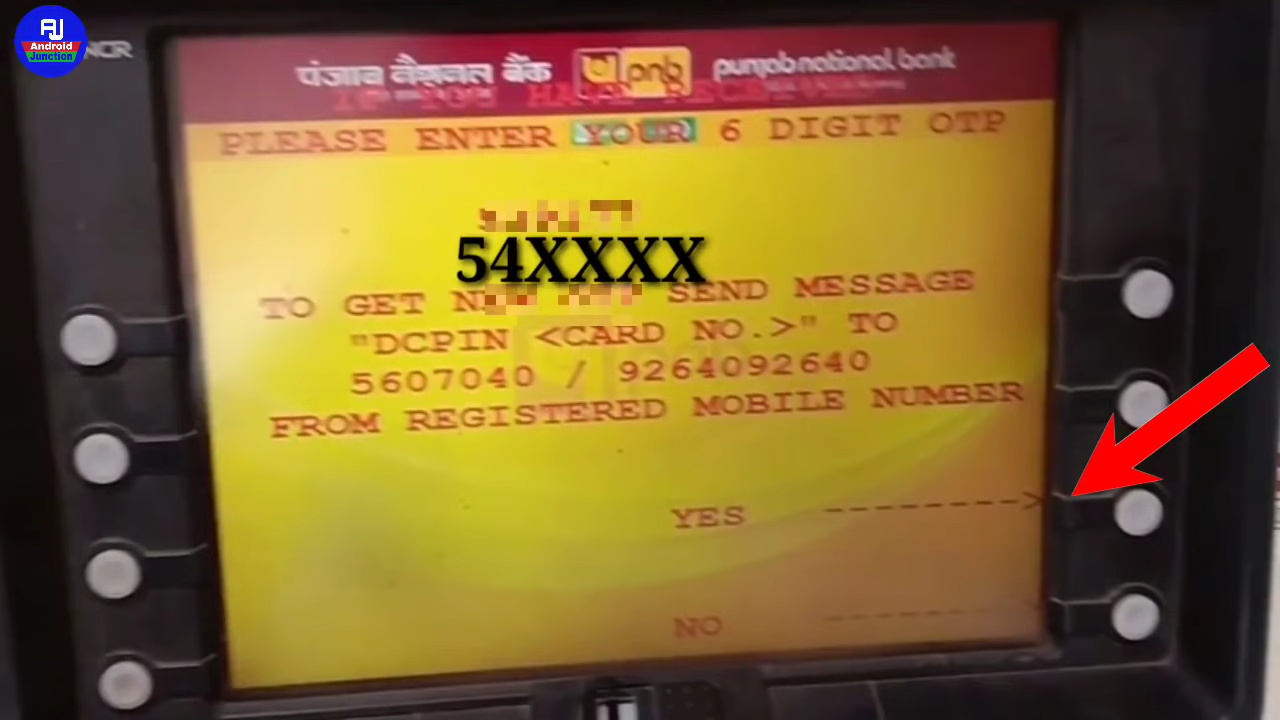 AJ
Android
Junction
NCR
पंजाब नैशनल बैंक pnb punjab national bank
PLEASE ENTER YOUR 6 DIGIT OTP
54XXXX
TO GET SEND MESSAGE
"DCPIN <CARD NO.>" TO
5607040 / 9264092640
FROM REGISTERED MOBILE NUMBER
YES -------->
NO --------